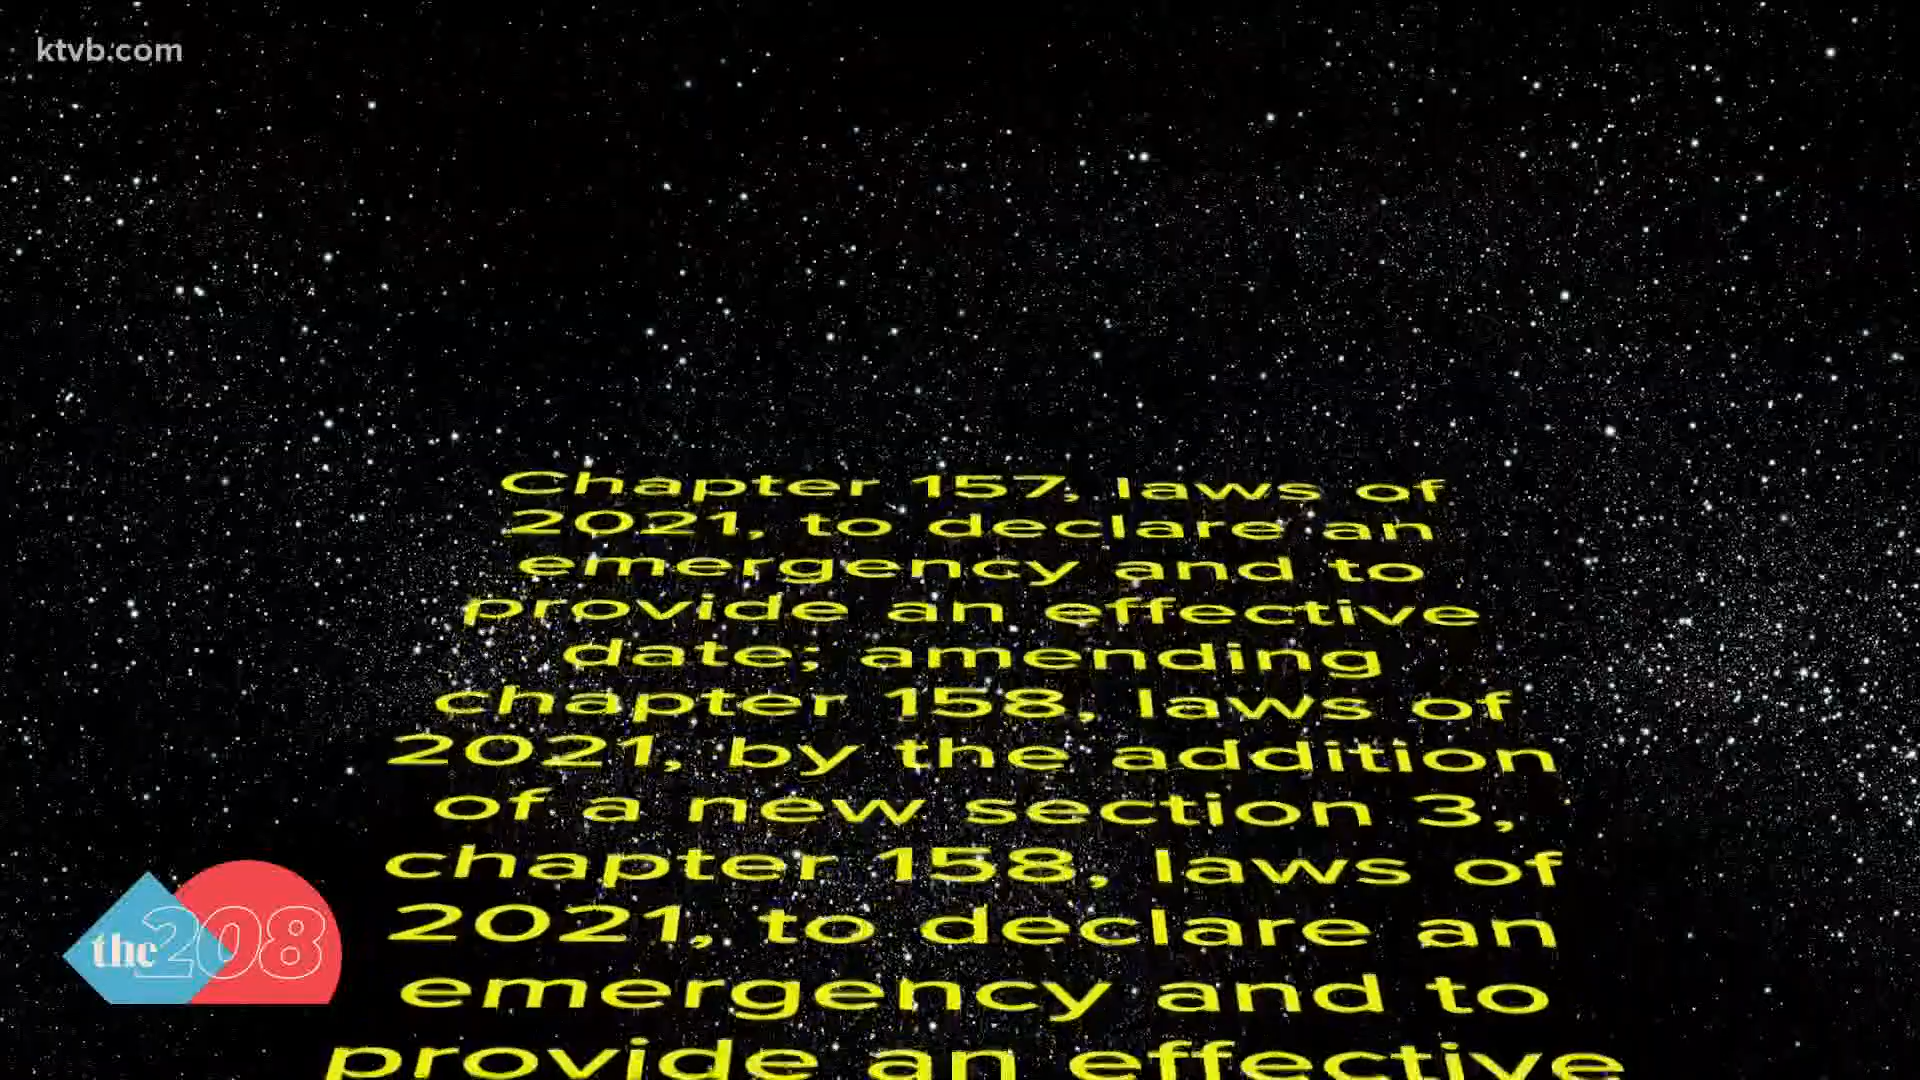 ktvb.com
Chapter 157, laws of
2021, to declare an
emergency and to
provide an effective
date; amending
chapter 158, laws of
2021, by the addition
of a new section 3,
chapter 158, laws of
2021, to declare an
emergency and to
provide an effective
the 208